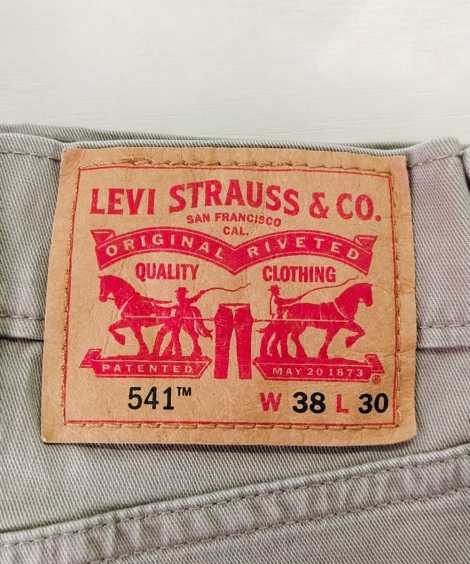 LEVI STRAUSS & CO.
SAN FRANCISCO
CAL.
ORIGINAL RIVETED
QUALITY CLOTHING
PATENTED MAY 20 1873 ®
541™ W 38 L 30